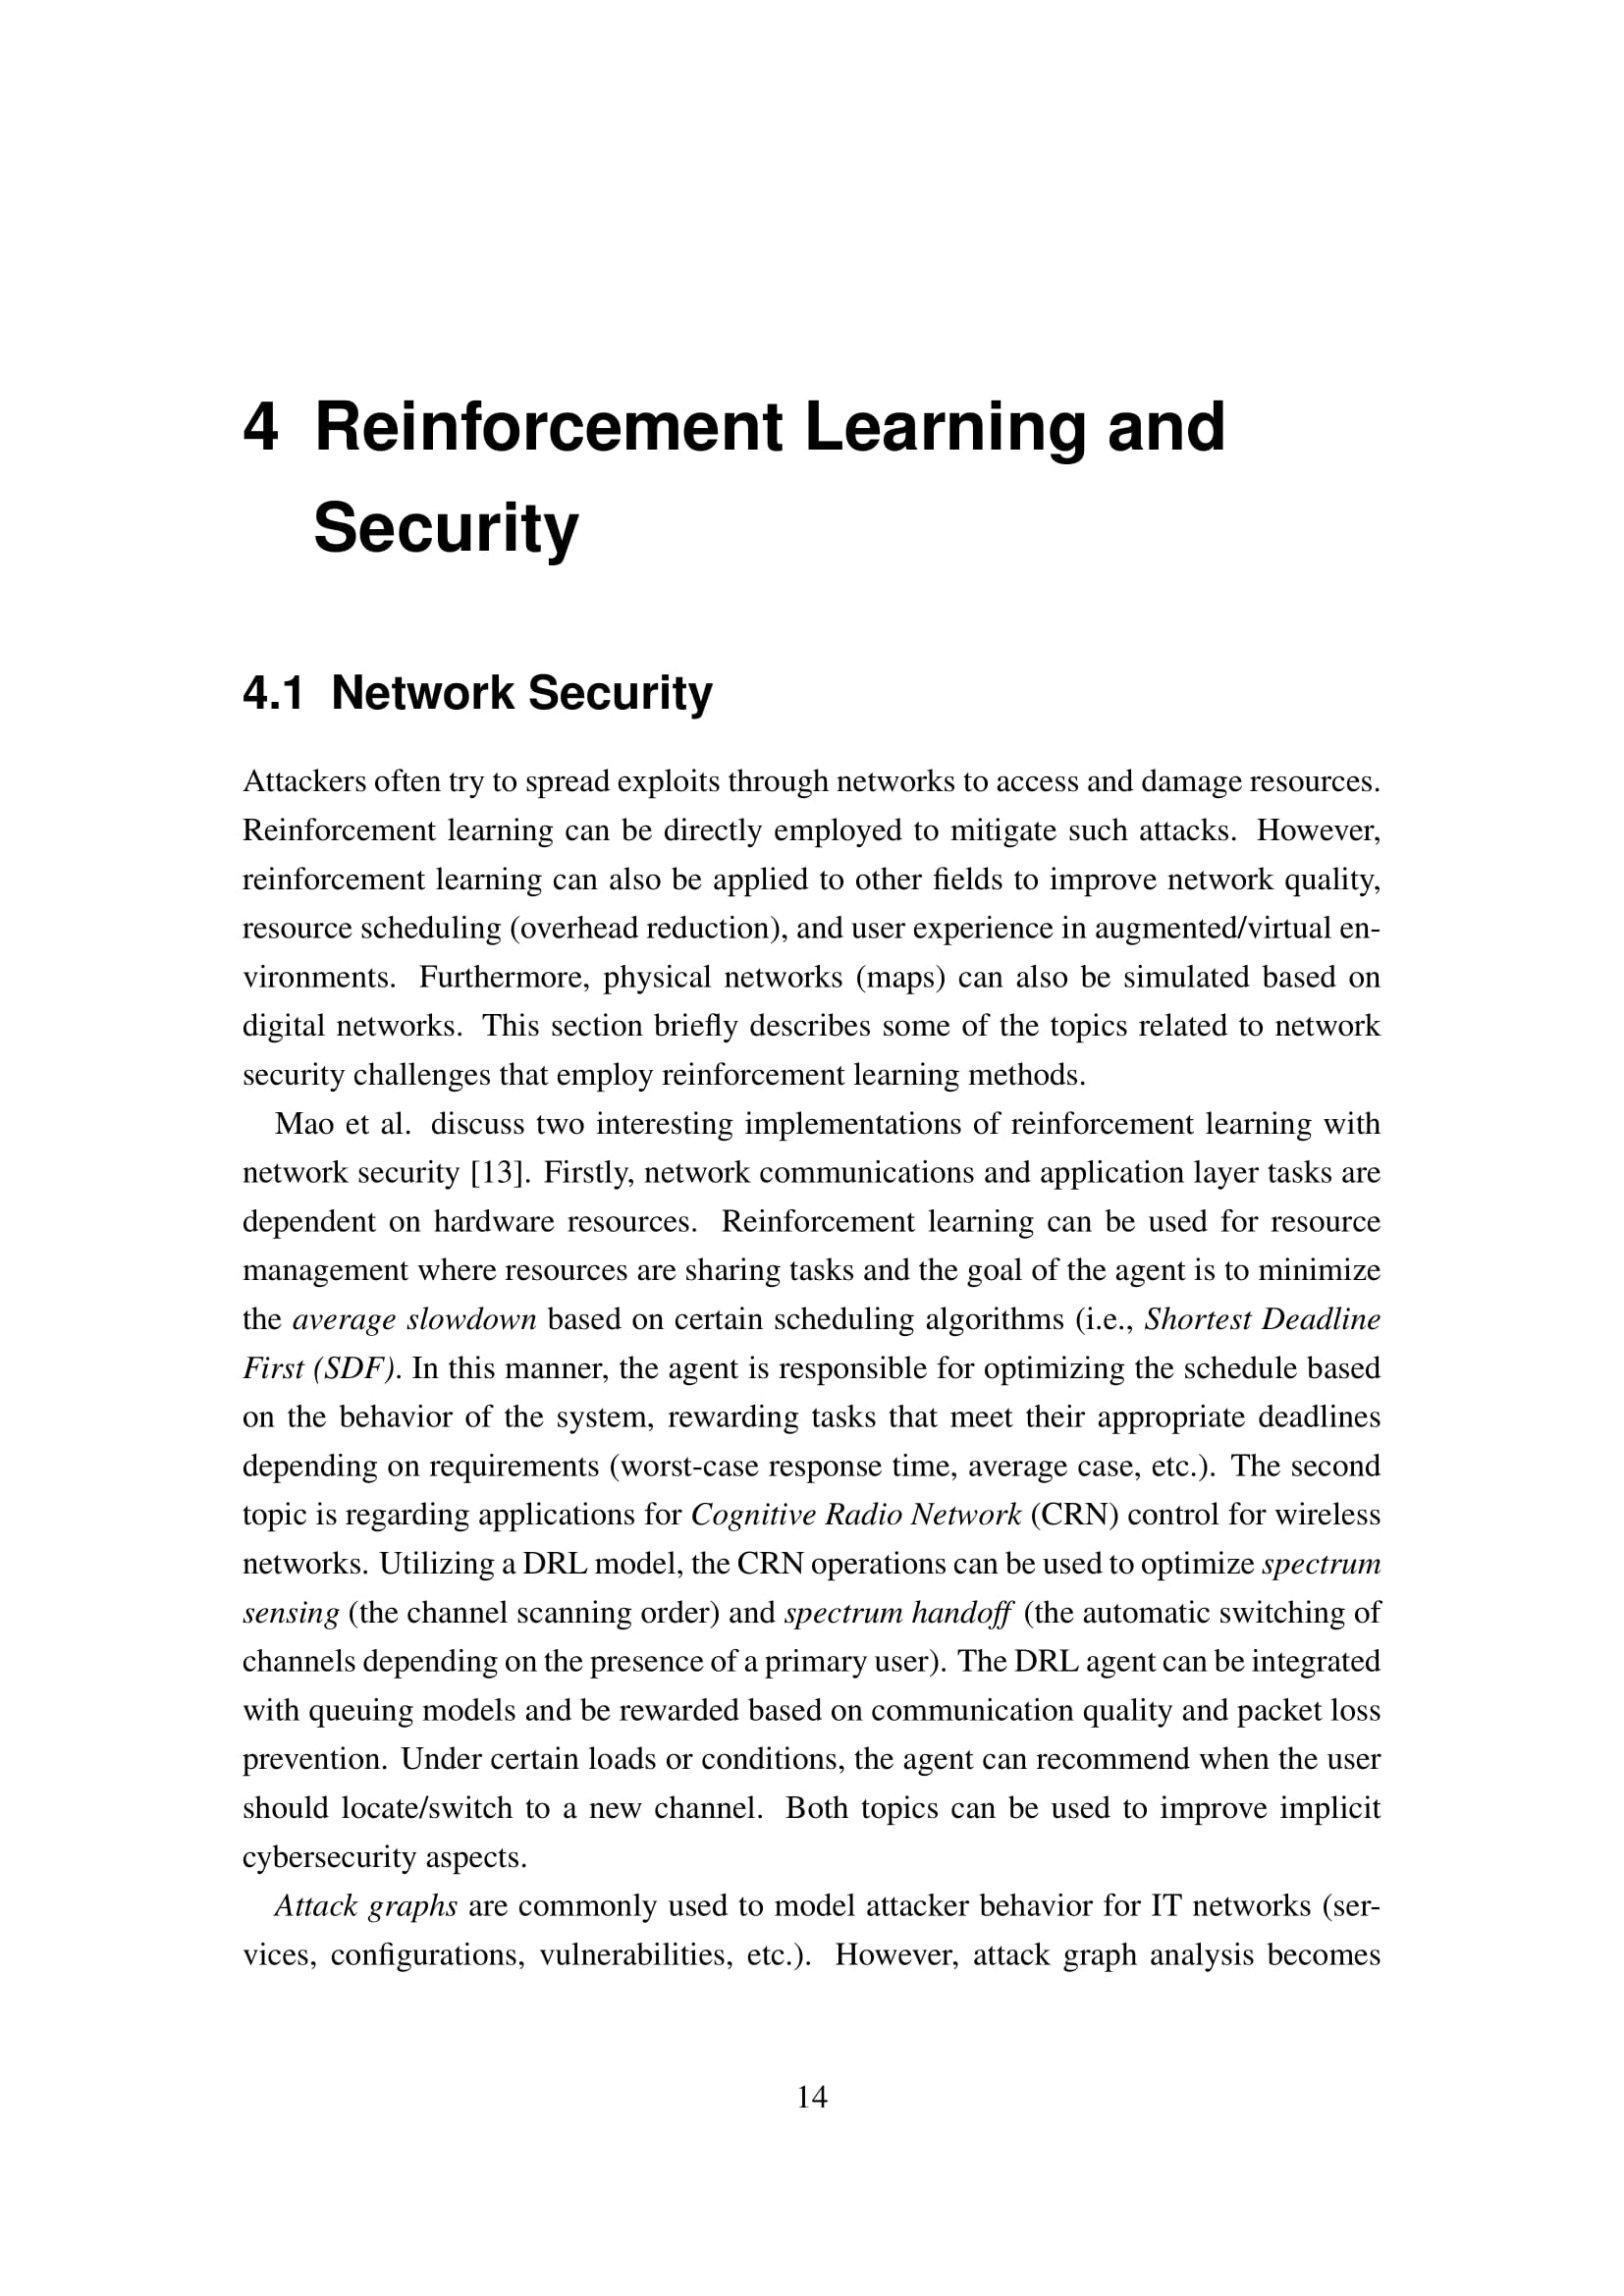 4 Reinforcement Learning and
Security
4.1 Network Security
Attackers often try to spread exploits through networks to access and damage resources.
Reinforcement learning can be directly employed to mitigate such attacks. However,
reinforcement learning can also be applied to other fields to improve network quality,
resource scheduling (overhead reduction), and user experience in augmented/virtual en-
vironments. Furthermore, physical networks (maps) can also be simulated based on
digital networks. This section briefly describes some of the topics related to network
security challenges that employ reinforcement learning methods.
Mao et al. discuss two interesting implementations of reinforcement learning with
network security [13]. Firstly, network communications and application layer tasks are
dependent on hardware resources. Reinforcement learning can be used for resource
management where resources are sharing tasks and the goal of the agent is to minimize
the average slowdown based on certain scheduling algorithms (i.e., Shortest Deadline
First (SDF). In this manner, the agent is responsible for optimizing the schedule based
on the behavior of the system, rewarding tasks that meet their appropriate deadlines
depending on requirements (worst-case response time, average case, etc.). The second
topic is regarding applications for Cognitive Radio Network (CRN) control for wireless
networks. Utilizing a DRL model, the CRN operations can be used to optimize spectrum
sensing (the channel scanning order) and spectrum handoff (the automatic switching of
channels depending on the presence of a primary user). The DRL agent can be integrated
with queuing models and be rewarded based on communication quality and packet loss
prevention. Under certain loads or conditions, the agent can recommend when the user
should locate/switch to a new channel. Both topics can be used to improve implicit
cybersecurity aspects.
Attack graphs are commonly used to model attacker behavior for IT networks (ser-
vices, configurations, vulnerabilities, etc.). However, attack graph analysis becomes
14